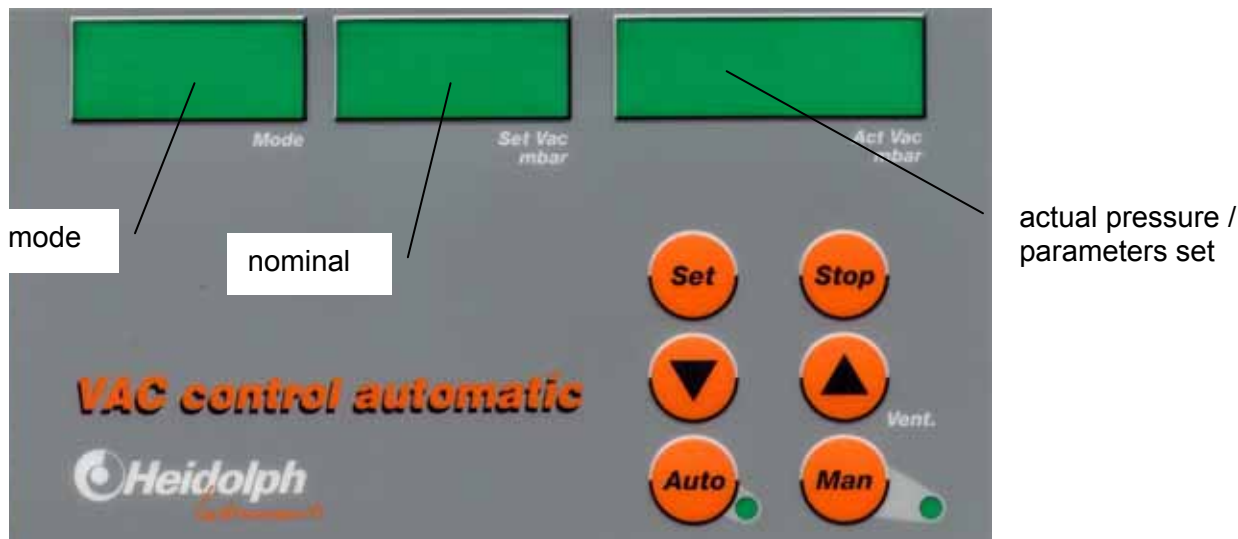 Mode
Set Vac
mbar
Act Vac
mbar
mode
nominal
actual pressure /
parameters set
Set
Stop
VAC control automatic
Vent.
Heidolph
Auto
Man